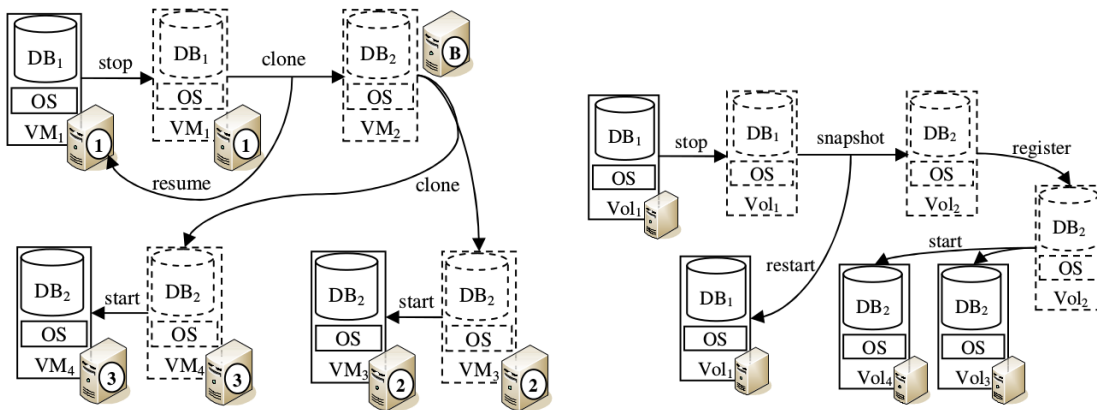 DB₁
OS
VM₁
1
stop
DB₁
OS
VM₁
1
clone
DB₂
OS
VM₂
B
resume
clone
DB₂
OS
VM₄
3
start
DB₂
OS
VM₄
3
DB₂
OS
VM₃
2
start
DB₂
OS
VM₃
2
DB₁
OS
Vol₁
stop
DB₁
OS
Vol₁
snapshot
DB₂
OS
Vol₂
register
DB₂
OS
Vol₂
restart
DB₁
OS
Vol₁
start
DB₂
OS
Vol₄
DB₂
OS
Vol₃